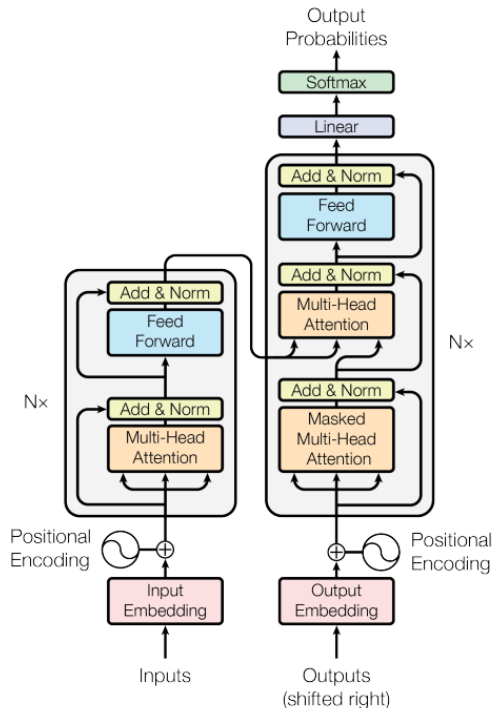 Output
Probabilities
Softmax
Linear
Add & Norm
Feed
Forward
Add & Norm
Multi-Head
Attention
Add & Norm
Masked
Multi-Head
Attention
N×
Add & Norm
Feed
Forward
Add & Norm
Multi-Head
Attention
N×
Positional
Encoding
Positional
Encoding
Input
Embedding
Output
Embedding
Inputs
Outputs
(shifted right)